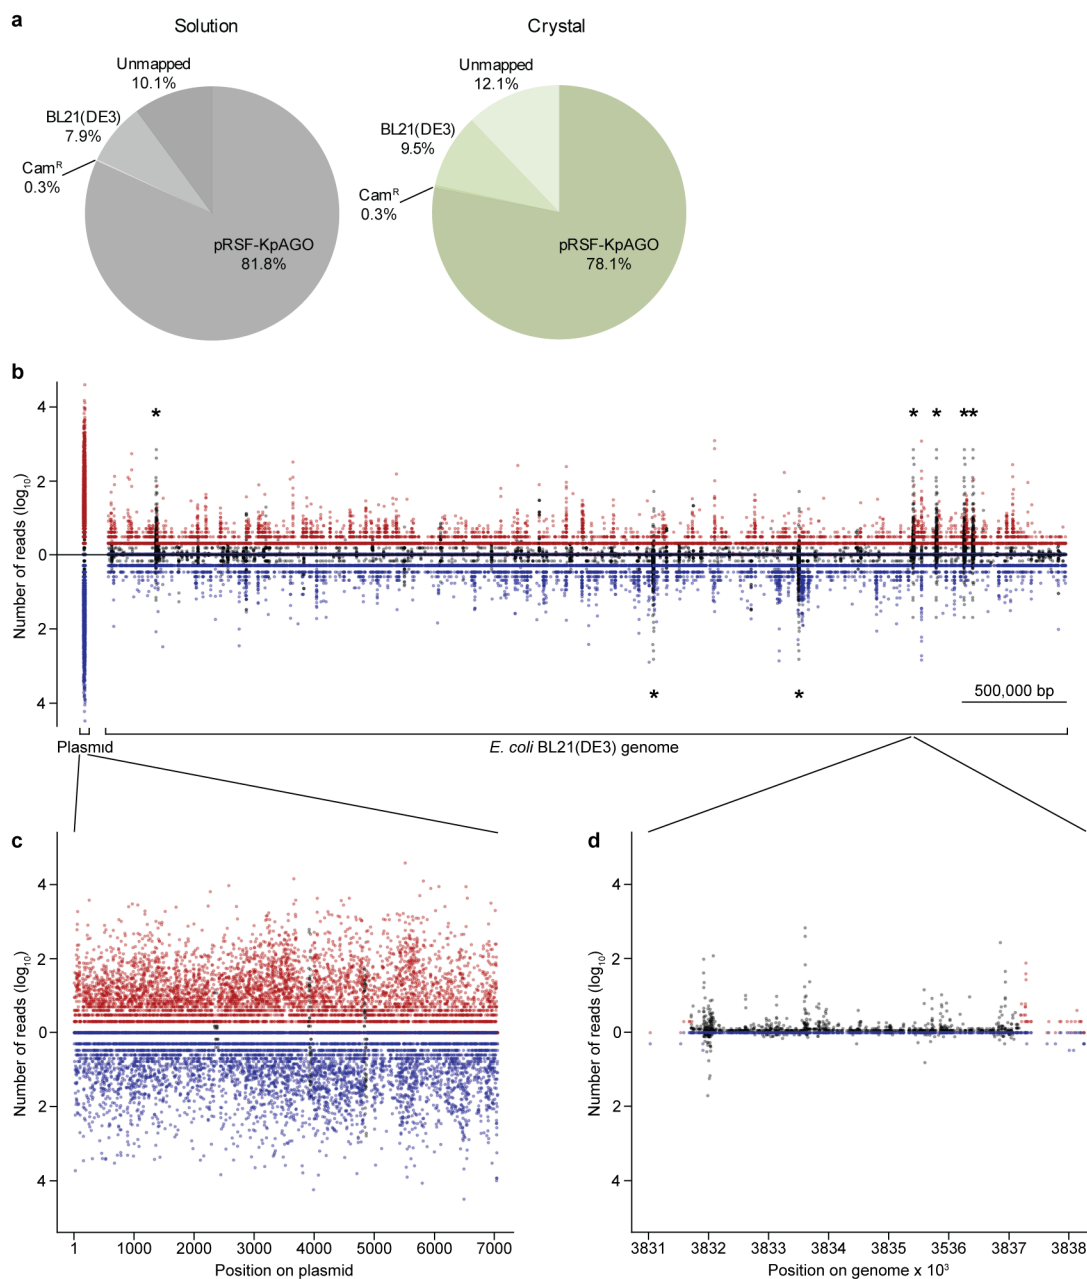 a
Solution
Crystal
Unmapped
10.1%
BL21(DE3)
7.9%
Cam^R
0.3%
pRSF-KpAGO
81.8%
Unmapped
12.1%
BL21(DE3)
9.5%
Cam^R
0.3%
pRSF-KpAGO
78.1%
b
Number of reads (log10)
4
2
0
2
4
*
* * **
* *
500,000 bp
Plasmid
E. coli BL21(DE3) genome
c
Number of reads (log10)
4
2
0
2
4
1 1000 2000 3000 4000 5000 6000 7000
Position on plasmid
d
Number of reads (log10)
4
2
0
2
4
3831 3832 3833 3834 3835 3536 3837 3838
Position on genome x 10³